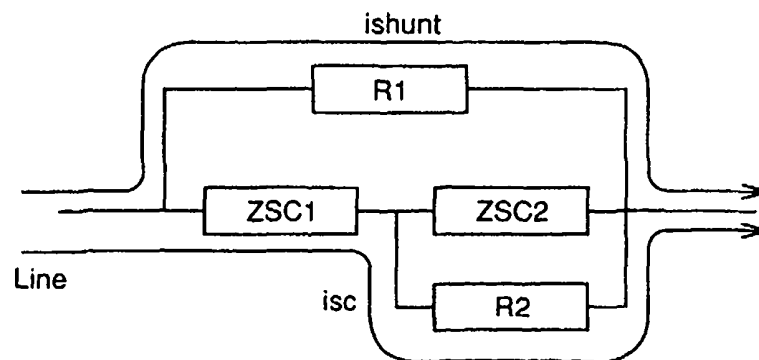 ishunt
R1
ZSC1 ZSC2
Line
isc R2